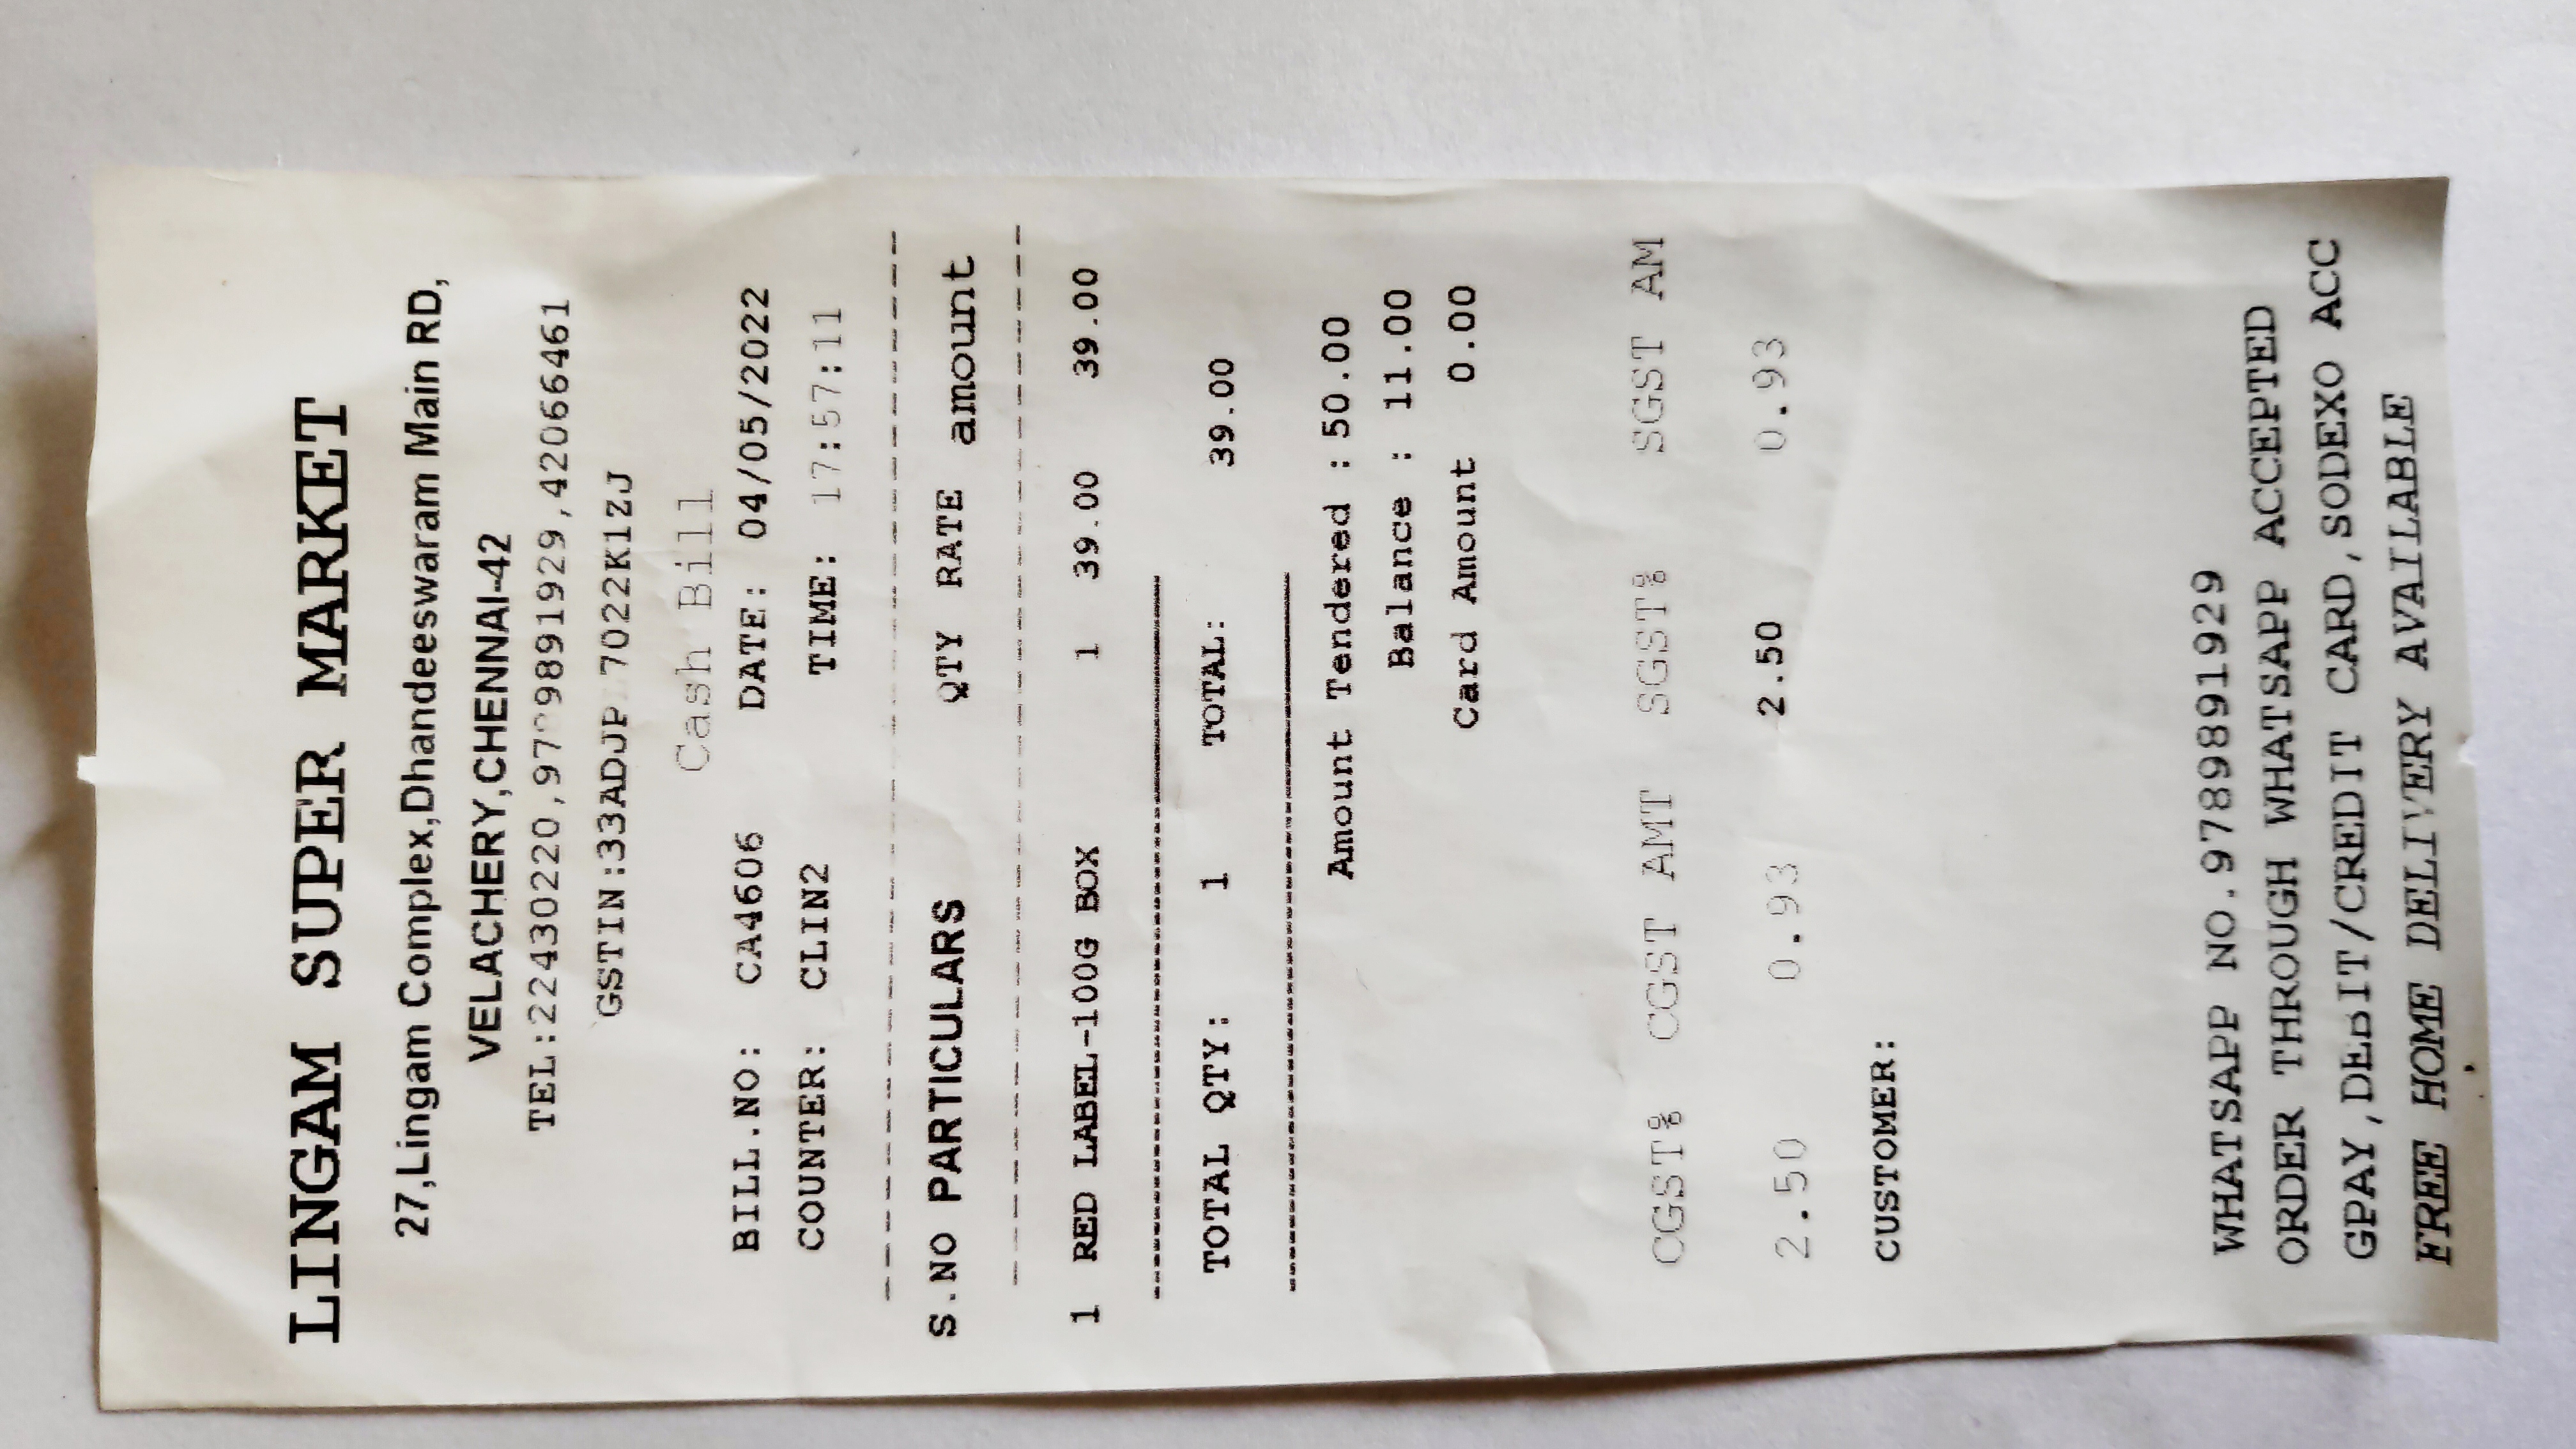 LINGAM SUPER MARKET
27,Lingam Complex,Dhandeeswaram Main RD,
VELACHERY,CHENNAI-42
TEL:22430220, ,42066461
GSTIN:33ADJP 7022K1ZJ
Cash Bill
BILL.NO: CA4606 DATE: 04/05/2022
COUNTER: CLIN2 TIME: 17:57:11
S.NO PARTICULARS QTY RATE amount
1 RED LABEL-100G BOX 1 39.00 39.00
TOTAL QTY: 1 TOTAL: 39.00
Amount Tendered : 50.00
Balance : 11.00
Card Amount 0.00
CGST% CGST AMT SGST% SGST AM
2.50 0.93 2.50 0.93
CUSTOMER:
WHATSAPP NO.9789891929
ORDER THROUGH WHATSAPP ACCEPTED
GPAY,DEBIT/CREDIT CARD,SODEXO ACC
FREE HOME DELIVERY AVAILABLE